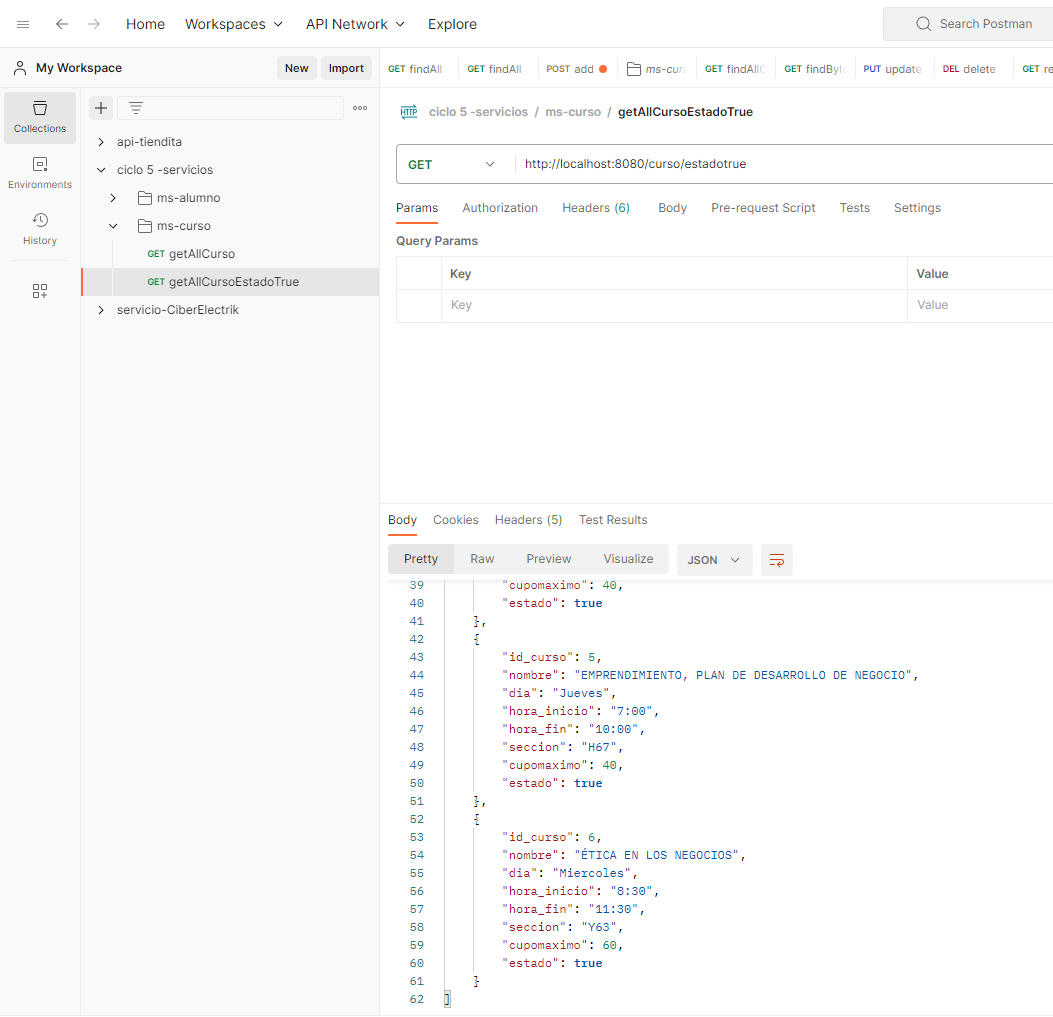 Home Workspaces API Network Explore Search Postman
My Workspace New Import GET findAll GET findAll POST add ms-curs GET findAllC GET findById PUT update DEL delete GET re
Collections
Environments
History
api-tiendita
ciclo 5 -servicios
ms-alumno
ms-curso
GET getAllCurso
GET getAllCursoEstadoTrue
servicio-CiberElectrik
HTTP ciclo 5 -servicios / ms-curso / getAllCursoEstadoTrue
GET http://localhost:8080/curso/estadotrue
Params Authorization Headers (6) Body Pre-request Script Tests Settings
Query Params
Key Value
Key Value
Body Cookies Headers (5) Test Results
Pretty Raw Preview Visualize JSON
39 "cupomaximo": 40,
40 "estado": true
41 },
42 {
43 "id_curso": 5,
44 "nombre": "EMPRENDIMIENTO, PLAN DE DESARROLLO DE NEGOCIO",
45 "dia": "Jueves",
46 "hora_inicio": "7:00",
47 "hora_fin": "10:00",
48 "seccion": "H67",
49 "cupomaximo": 40,
50 "estado": true
51 },
52 {
53 "id_curso": 6,
54 "nombre": "ÉTICA EN LOS NEGOCIOS",
55 "dia": "Miercoles",
56 "hora_inicio": "8:30",
57 "hora_fin": "11:30",
58 "seccion": "Y63",
59 "cupomaximo": 60,
60 "estado": true
61 }
62 ]